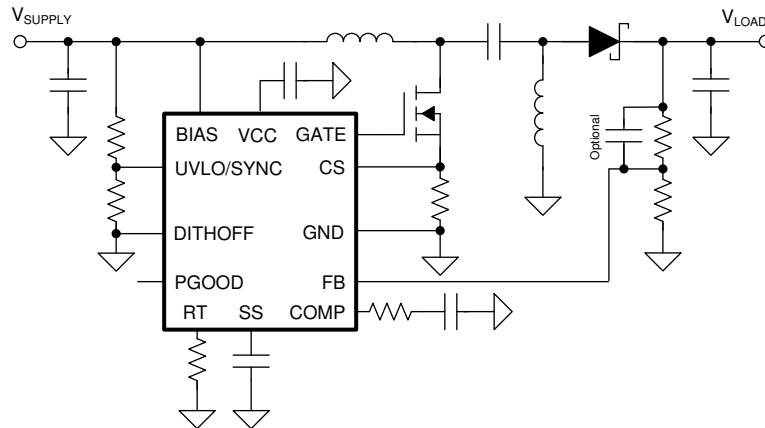 VSUPPLY
VLOAD
BIAS
VCC
GATE
Optional
UVLO/SYNC
CS
DITHOFF
GND
PGOOD
FB
RT
SS
COMP